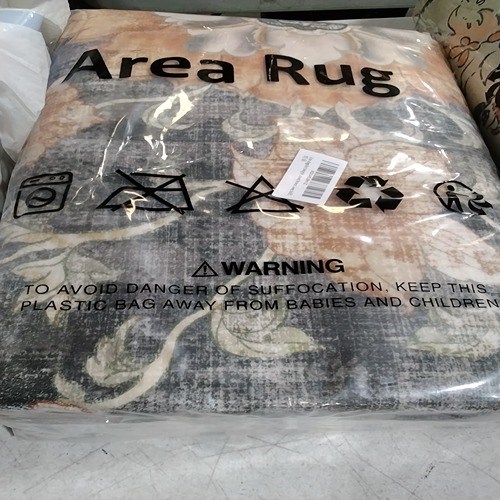 Area Rug
⚠ WARNING
TO AVOID DANGER OF SUFFOCATION, KEEP THIS
PLASTIC BAG AWAY FROM BABIES AND CHILDREN